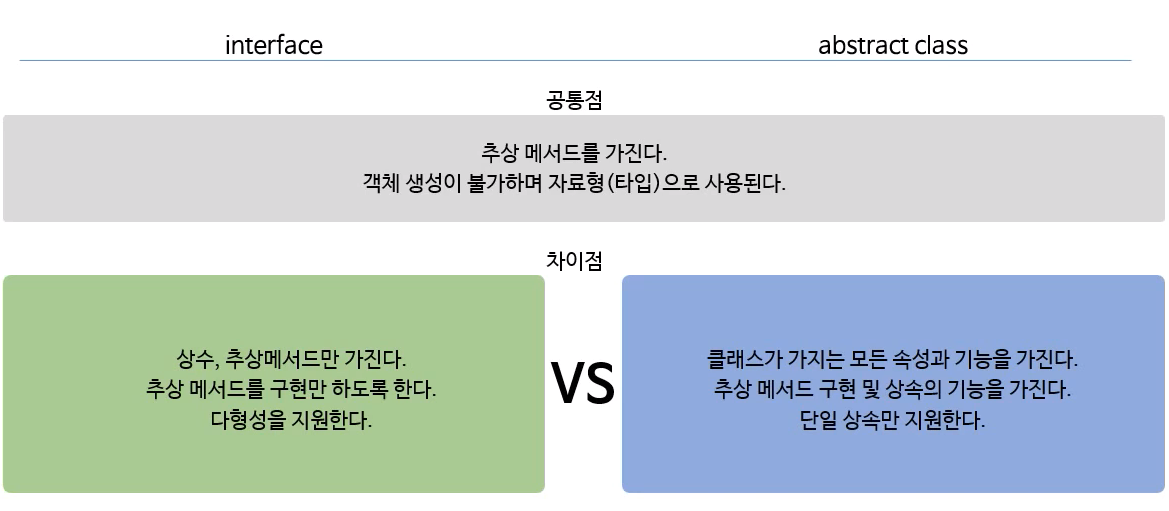 interface
abstract class
공통점
추상 메서드를 가진다.
객체 생성이 불가하며 자료형(타입)으로 사용된다.
차이점
상수, 추상메서드만 가진다.
추상 메서드를 구현만 하도록 한다.
다형성을 지원한다.
VS
클래스가 가지는 모든 속성과 기능을 가진다.
추상 메서드 구현 및 상속의 기능을 가진다.
단일 상속만 지원한다.